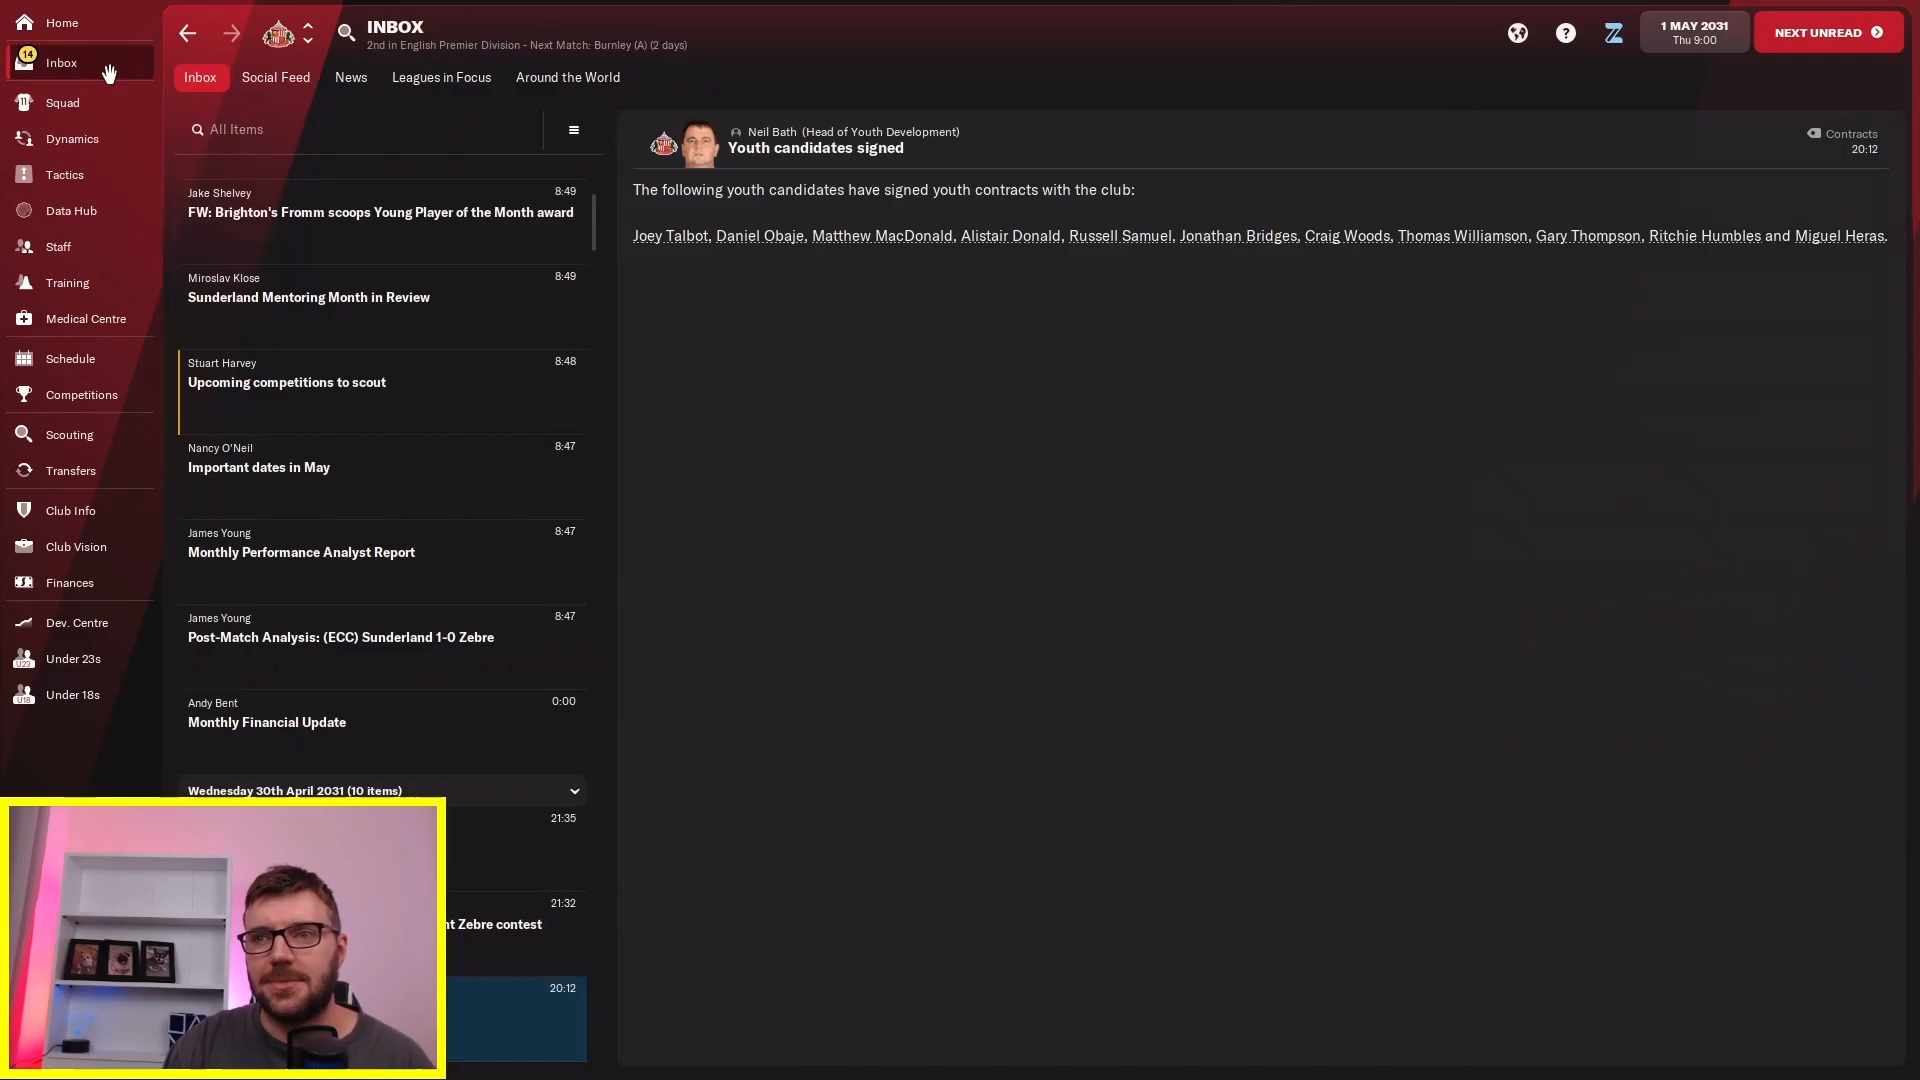 Home
14
Inbox
Squad
Dynamics
Tactics
Data Hub
Staff
Training
Medical Centre
Schedule
Competitions
Scouting
Transfers
Club Info
Club Vision
Finances
Dev. Centre
U23
Under 23s
U18
Under 18s
INBOX
2nd in English Premier Division - Next Match: Burnley (A) (2 days)
1 MAY 2031
Thu 9:00
NEXT UNREAD
Inbox
Social Feed
News
Leagues in Focus
Around the World
All Items
Jake Shelvey
8:49
FW: Brighton's Fromm scoops Young Player of the Month award
Miroslav Klose
8:49
Sunderland Mentoring Month in Review
Stuart Harvey
8:48
Upcoming competitions to scout
Nancy O'Neil
8:47
Important dates in May
James Young
8:47
Monthly Performance Analyst Report
James Young
8:47
Post-Match Analysis: (ECC) Sunderland 1-0 Zebre
Andy Bent
0:00
Monthly Financial Update
Wednesday 30th April 2031 (10 items)
21:35
21:32
nt Zebre contest
20:12
Neil Bath (Head of Youth Development)
Youth candidates signed
Contracts
20:12
The following youth candidates have signed youth contracts with the club:
Joey Talbot, Daniel Obaje, Matthew MacDonald, Alistair Donald, Russell Samuel, Jonathan Bridges, Craig Woods, Thomas Williamson, Gary Thompson, Ritchie Humbles and Miguel Heras.